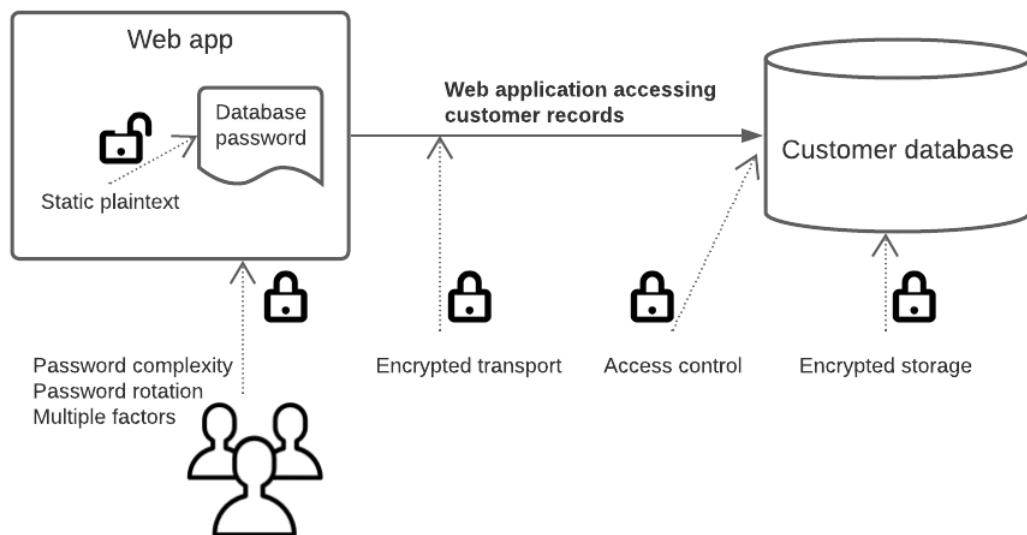 Web app
Database
password
Static plaintext
Web application accessing
customer records
Customer database
Password complexity
Password rotation
Multiple factors
Encrypted transport
Access control
Encrypted storage